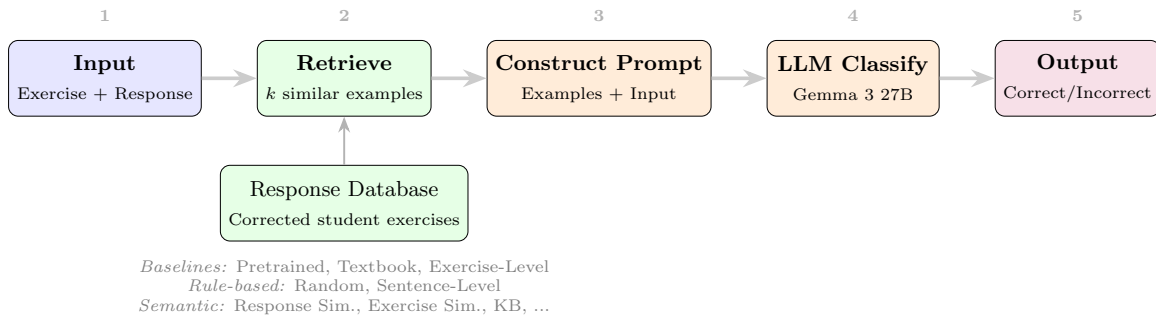 1 2 3 4 5
Input Retrieve Construct Prompt LLM Classify Output
Exercise + Response k similar examples Examples + Input Gemma 3 27B Correct/Incorrect
Response Database
Corrected student exercises
Baselines: Pretrained, Textbook, Exercise-Level
Rule-based: Random, Sentence-Level
Semantic: Response Sim., Exercise Sim., KB, ...